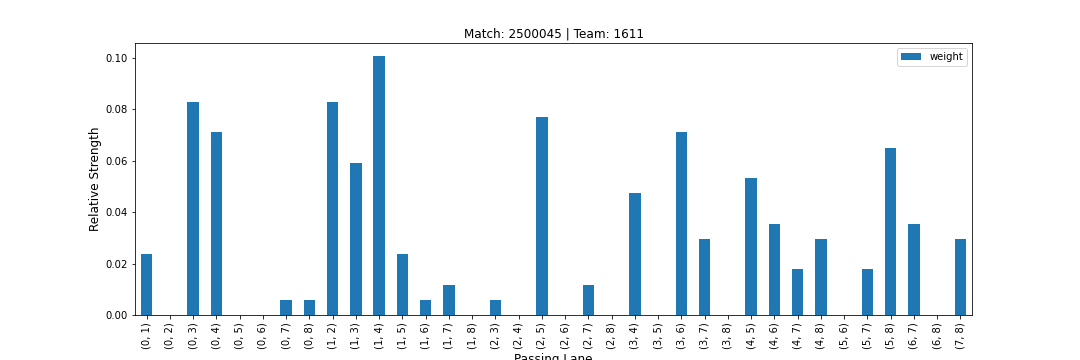 Match: 2500045 | Team: 1611
weight
Relative Strength
0.10
0.08
0.06
0.04
0.02
0.00
(0, 1) (0, 2) (0, 3) (0, 4) (0, 5) (0, 6) (0, 7) (0, 8) (1, 2) (1, 3) (1, 4) (1, 5) (1, 6) (1, 7) (1, 8) (2, 3) (2, 4) (2, 5) (2, 6) (2, 7) (2, 8) (3, 4) (3, 5) (3, 6) (3, 7) (3, 8) (4, 5) (4, 6) (4, 7) (4, 8) (5, 6) (5, 7) (5, 8) (6, 7) (6, 8) (7, 8)
Passing Lane